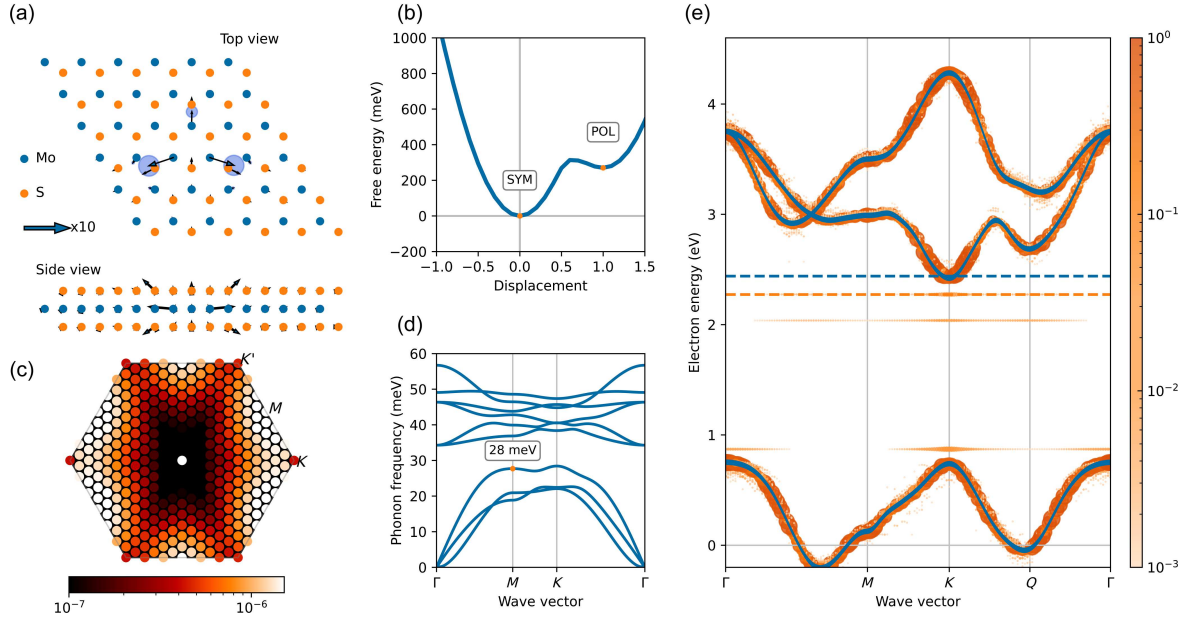 (a)
Top view
Mo
S
x10
Side view
(b)
1000
800
600
400
200
0
−200
Free energy (meV)
SYM
POL
−1.0 −0.5 0.0 0.5 1.0 1.5
Displacement
(c)
K'
M
K
10−7 10−6
(d)
60
50
40
30
20
10
0
Phonon frequency (meV)
28 meV
Γ M K Γ
Wave vector
(e)
4
3
2
1
0
Electron energy (eV)
Γ M K Q Γ
Wave vector
10⁰
10−1
10−2
10−3